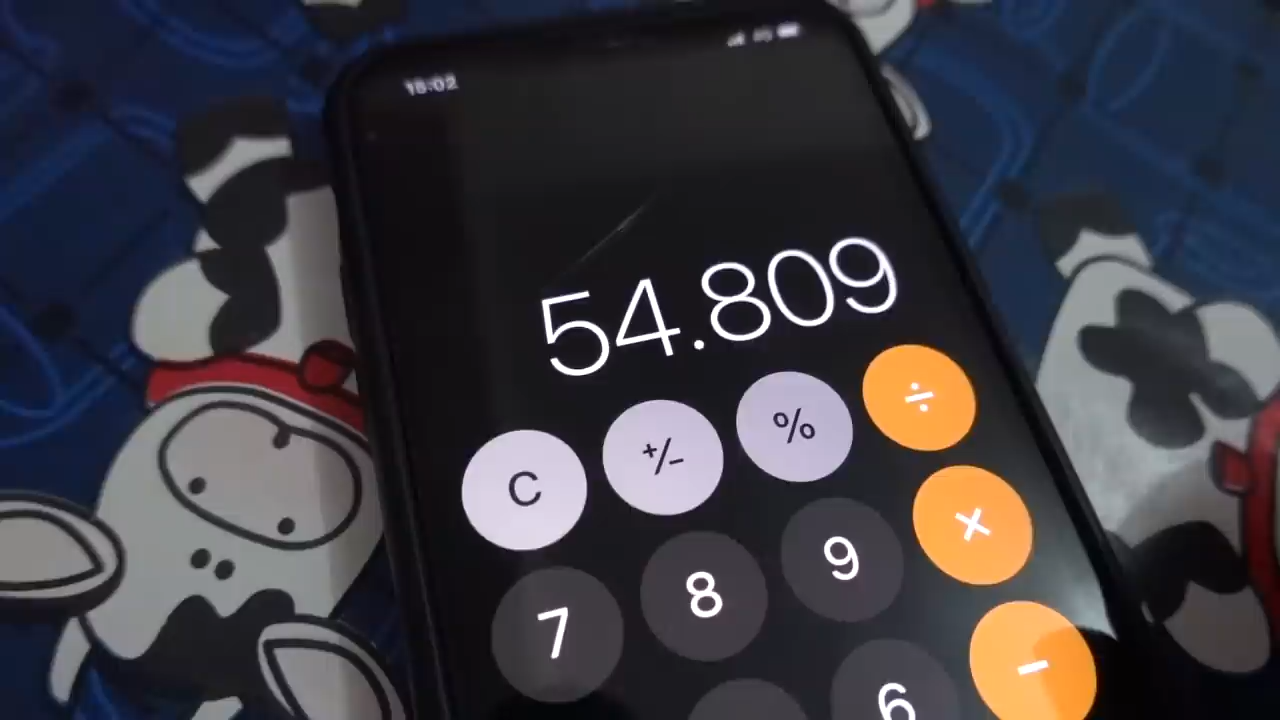 18:02
54.809
C +/- % ÷
7 8 9 ×
6 −